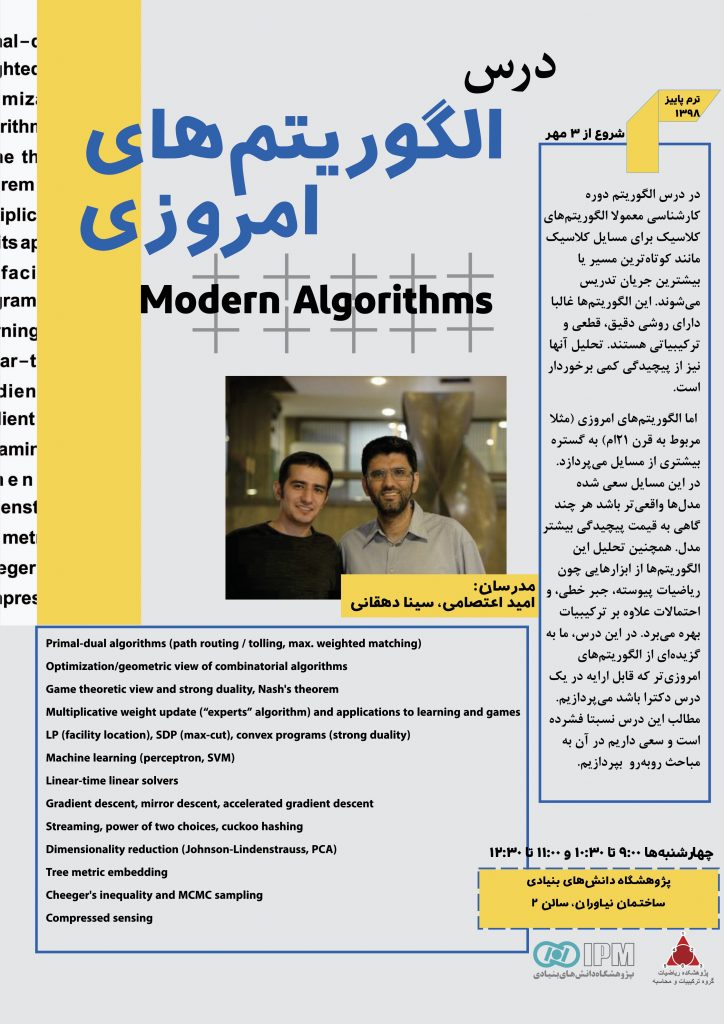 درس
الگوریتم‌های
امروزی
Modern Algorithms
ترم پاییز
۱۳۹۸
شروع از ۳ مهر
در درس الگوریتم دوره
کارشناسی معمولا الگوریتم‌های
کلاسیک برای مسایل کلاسیک
مانند کوتاه‌ترین مسیر یا
بیشترین جریان تدریس
می‌شوند. این الگوریتم‌ها غالبا
دارای روشی دقیق، قطعی و
ترکیبیاتی هستند. تحلیل آنها
نیز از پیچیدگی کمی برخوردار
است.
اما الگوریتم‌های امروزی (مثلا
مربوط به قرن ۲۱ام) به گستره
بیشتری از مسایل می‌پردازد.
در این مسایل سعی شده
مدل‌ها واقعی‌تر باشد هر چند
گاهی به قیمت پیچیدگی بیشتر
مدل. همچنین تحلیل این
الگوریتم‌ها از ابزارهایی چون
ریاضیات پیوسته، جبر خطی، و
احتمالات علاوه بر ترکیبیات
بهره می‌برد. در این درس، ما به
گزیده‌ای از الگوریتم‌های
امروزی‌تر که قابل ارایه در یک
درس دکترا باشد می‌پردازیم.
مطالب این درس نسبتا فشرده
است و سعی داریم در آن به
مباحث روبه‌رو بپردازیم.
مدرسان:
امید اعتصامی، سینا دهقانی
Primal-dual algorithms (path routing / tolling, max. weighted matching)
Optimization/geometric view of combinatorial algorithms
Game theoretic view and strong duality, Nash's theorem
Multiplicative weight update (“experts” algorithm) and applications to learning and games
LP (facility location), SDP (max-cut), convex programs (strong duality)
Machine learning (perceptron, SVM)
Linear-time linear solvers
Gradient descent, mirror descent, accelerated gradient descent
Streaming, power of two choices, cuckoo hashing
Dimensionality reduction (Johnson-Lindenstrauss, PCA)
Tree metric embedding
Cheeger's inequality and MCMC sampling
Compressed sensing
چهارشنبه‌ها ۹:۰۰ تا ۱۰:۳۰ و ۱۱:۰۰ تا ۱۲:۳۰
پژوهشگاه دانش‌های بنیادی
ساختمان نیاوران، سالن ۲
IPM
پژوهشگاه دانش‌های بنیادی
پژوهشکده ریاضیات
گروه ترکیبیات و محاسبه